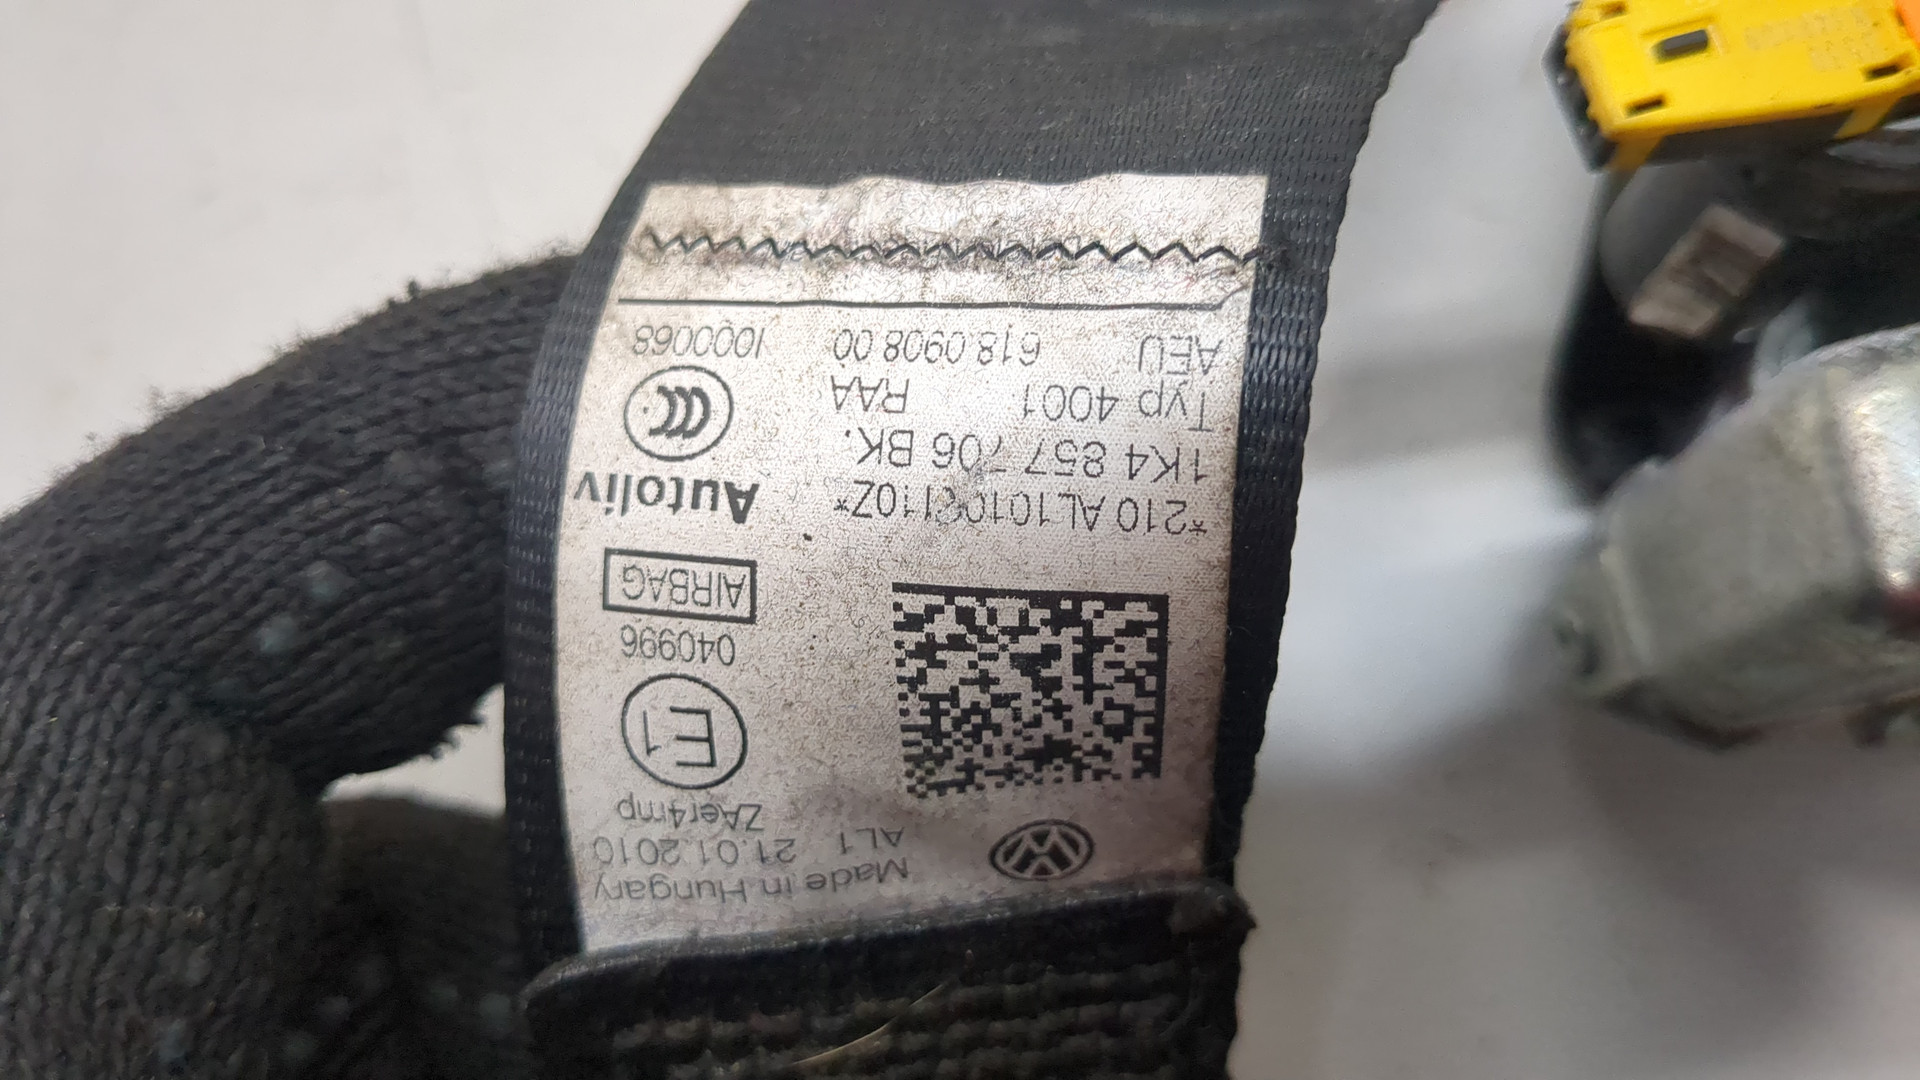 Made in Hungary
AL1 21.01.2010
ZAer4mp
E1
040996
AIRBAG
*210
Autoliv
1K4 857 706 BK.
Typ 4001 RAA
CCC
AEU 618.0908 00 1000068